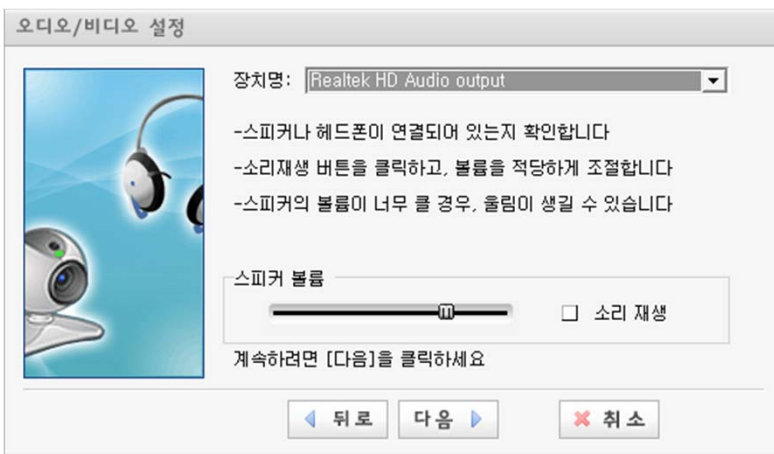 오디오/비디오 설정
장치명: Realtek HD Audio output
-스피커나 헤드폰이 연결되어 있는지 확인합니다
-소리재생 버튼을 클릭하고, 볼륨을 적당하게 조절합니다
-스피커의 볼륨이 너무 클 경우, 울림이 생길 수 있습니다
스피커 볼륨
소리 재생
계속하려면 [다음]을 클릭하세요
뒤로 다음 취소